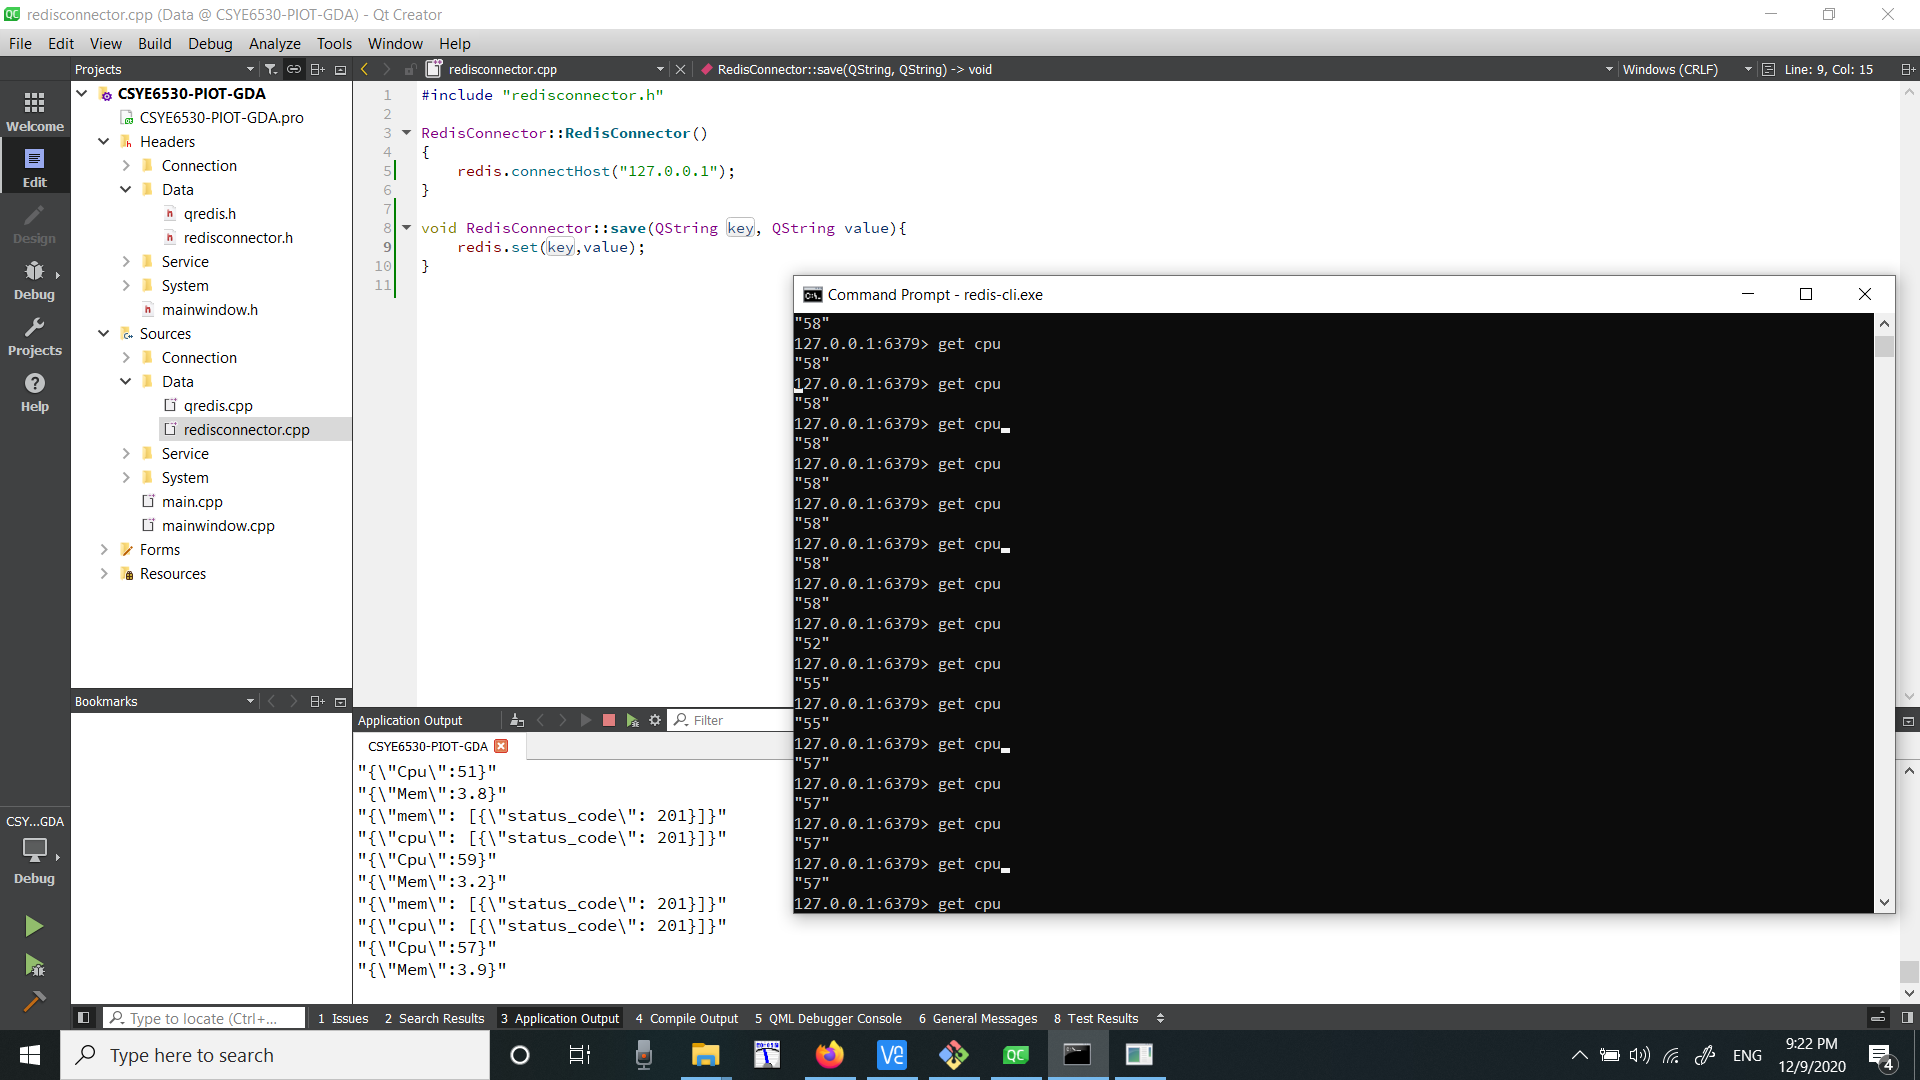 redisconnector.cpp (Data @ CSYE6530-PIOT-GDA) - Qt Creator
File Edit View Build Debug Analyze Tools Window Help
Projects
redisconnector.cpp
RedisConnector::save(QString, QString) -> void
Windows (CRLF)
Line: 9, Col: 15
Welcome
Edit
Design
Debug
Projects
Help
CSYE6530-PIOT-GDA
CSYE6530-PIOT-GDA.pro
Headers
Connection
Data
qredis.h
redisconnector.h
Service
System
mainwindow.h
Sources
Connection
Data
qredis.cpp
redisconnector.cpp
Service
System
main.cpp
mainwindow.cpp
Forms
Resources
1 #include "redisconnector.h"
2
3 RedisConnector::RedisConnector()
4 {
5 redis.connectHost("127.0.0.1");
6 }
7
8 void RedisConnector::save(QString key, QString value){
9 redis.set(key,value);
10 }
11
Command Prompt - redis-cli.exe
"58"
127.0.0.1:6379> get cpu
"58"
127.0.0.1:6379> get cpu
"58"
127.0.0.1:6379> get cpu
"58"
127.0.0.1:6379> get cpu
"58"
127.0.0.1:6379> get cpu
"58"
127.0.0.1:6379> get cpu
"58"
127.0.0.1:6379> get cpu
"58"
127.0.0.1:6379> get cpu
"52"
127.0.0.1:6379> get cpu
"55"
127.0.0.1:6379> get cpu
"55"
127.0.0.1:6379> get cpu
"57"
127.0.0.1:6379> get cpu
"57"
127.0.0.1:6379> get cpu
"57"
127.0.0.1:6379> get cpu
"57"
127.0.0.1:6379> get cpu
Bookmarks
Application Output
Filter
CSYE6530-PIOT-GDA
"{\"Cpu\":51}"
"{\"Mem\":3.8}"
"{\"mem\": [{\"status_code\": 201}]}"
"{\"cpu\": [{\"status_code\": 201}]}"
"{\"Cpu\":59}"
"{\"Mem\":3.2}"
"{\"mem\": [{\"status_code\": 201}]}"
"{\"cpu\": [{\"status_code\": 201}]}"
"{\"Cpu\":57}"
"{\"Mem\":3.9}"
CSY...GDA
Debug
Type to locate (Ctrl+...
1 Issues 2 Search Results 3 Application Output 4 Compile Output 5 QML Debugger Console 6 General Messages 8 Test Results
Type here to search
ENG
9:22 PM
12/9/2020
4